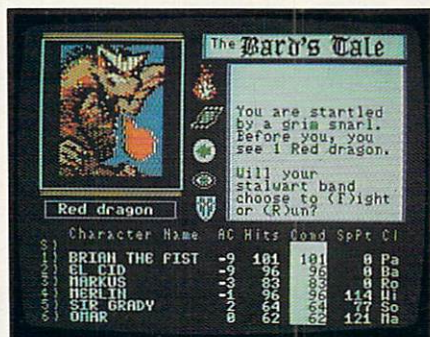 The Bard's Tale
You are startled
by a grim snarl.
Before you, you
see 1 Red dragon.
Will your
stalwart band
choose to (F)ight
or (R)un?
Red dragon
Character Name AC Hits Cond SpPt Cl
S)
1) BRIAN THE FIST -9 101 101 0 Pa
2) EL CID -9 96 96 0 Ba
3) MARKUS -3 83 83 0 Ro
4) MERLIN -1 96 96 114 Wi
5) SIR GRADY 2 64 64 77 So
6) OMAR 0 62 62 121 Ma